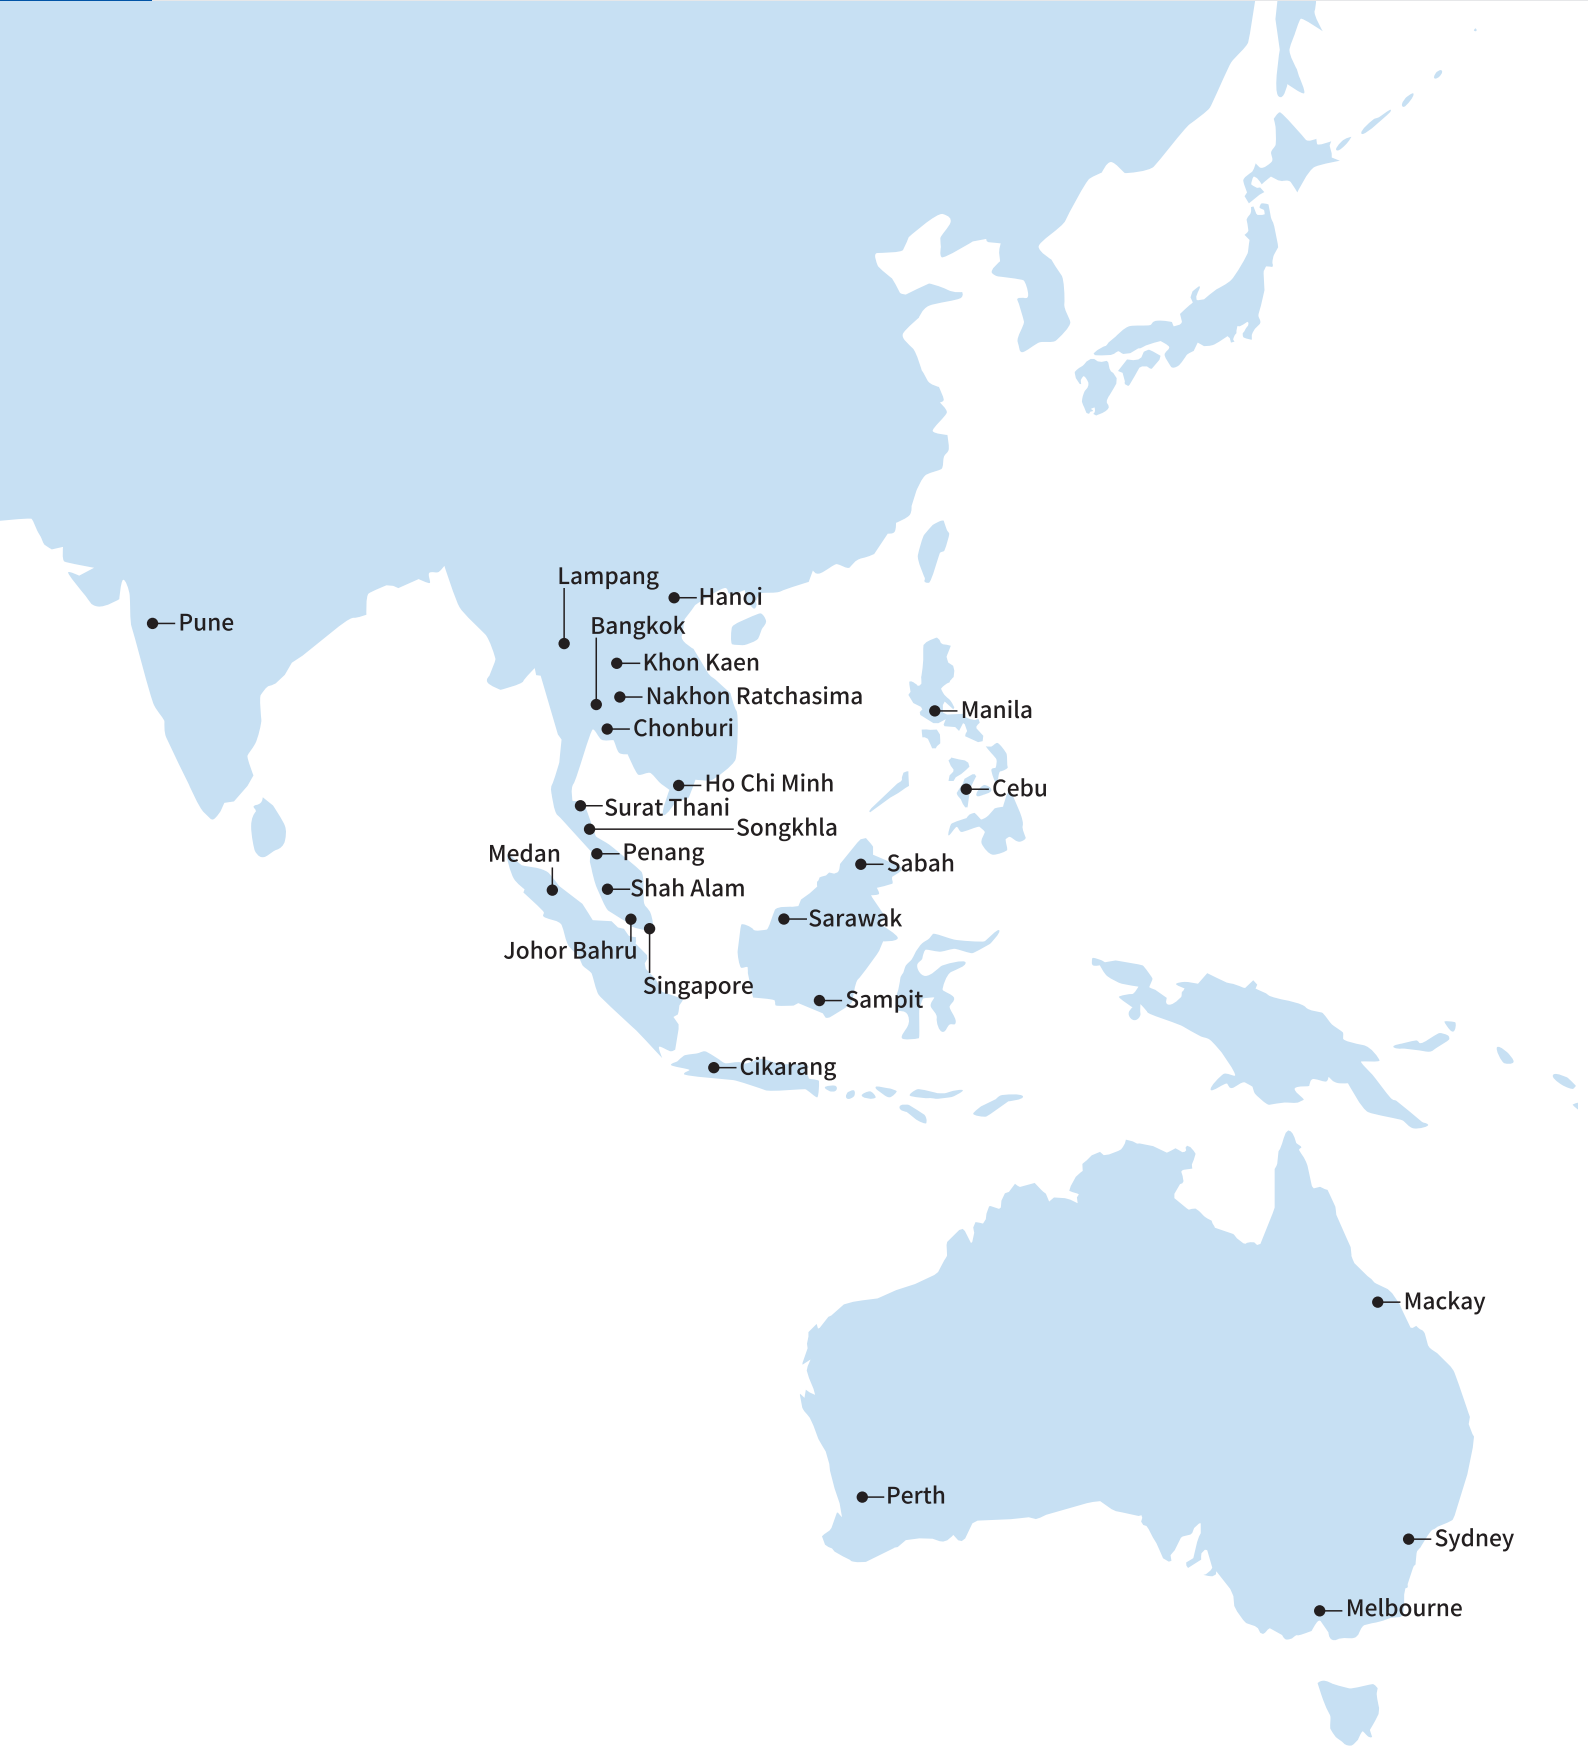 Lampang
Hanoi
Pune
Bangkok
Khon Kaen
Nakhon Ratchasima
Manila
Chonburi
Ho Chi Minh
Cebu
Surat Thani
Songkhla
Medan
Penang
Sabah
Shah Alam
Sarawak
Johor Bahru
Singapore
Sampit
Cikarang
Mackay
Perth
Sydney
Melbourne